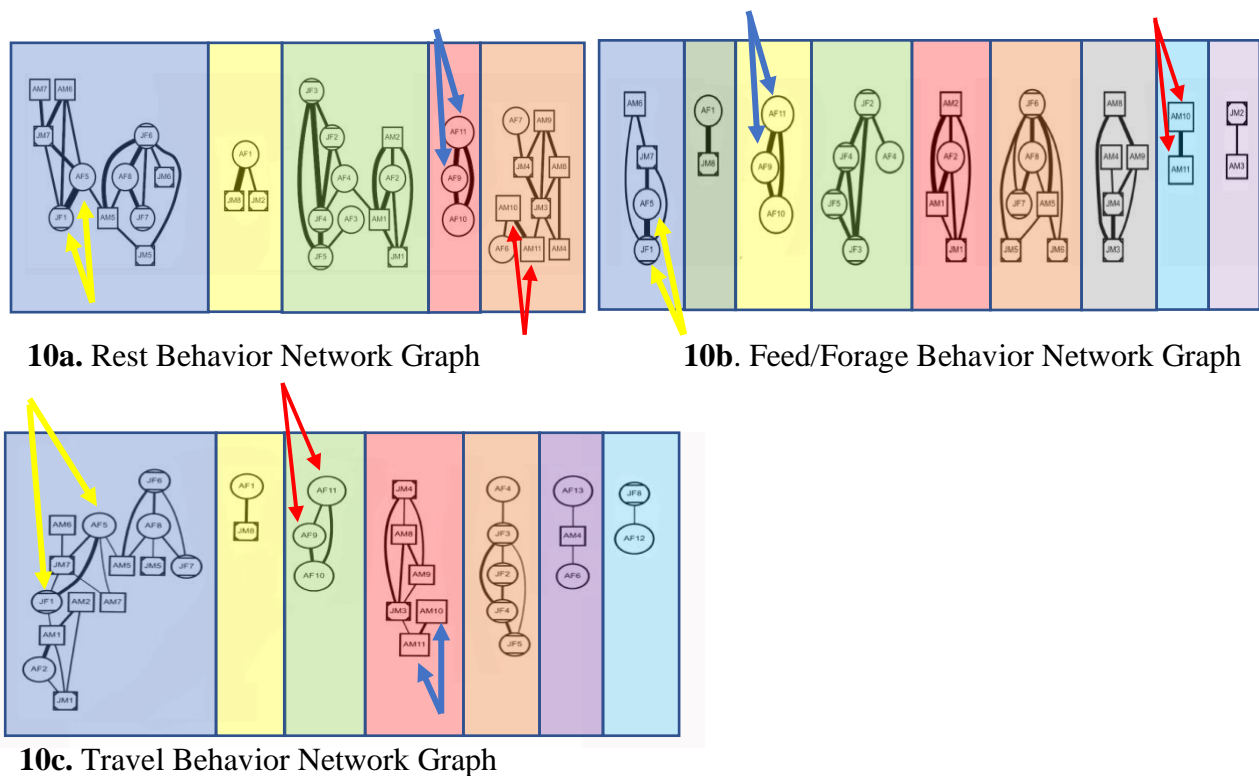 AM7 AM6
JM7
AF5
JF1
JF6
AF8 JM6
AM5 JF7
JM5
AF1
JM8 JM2
JF3
JF2
AF4
JF4 AF3
JF5
AM2
AF2
AM1
JM1
AF11
AF9
AF10
AF7 AM9
JM4 AM8
AM10 JM3
AF6 AM11 AM4
10a. Rest Behavior Network Graph
AM6
JM7
AF5
JF1
AF1
JM8
AF11
AF9
AF10
JF2
JF4 AF4
JF5
JF3
AM2
AF2
AM1
JM1
JF6
AF8
JF7 AM5
JM5 JM6
AM8
AM4 AM9
JM4
JM3
AM10
AM11
JM2
AM3
10b. Feed/Forage Behavior Network Graph
JF6
AM6 AF5 AF8
JM7 AM5 JM5 JF7
JF1 AM2 AM7
AM1
AF2
JM1
AF1
JM8
AF11
AF9
AF10
JM4
AM8
AM9
JM3 AM10
AM11
AF4
JF3
JF2
JF4
JF5
AF13
AM4
AF6
JF8
AF12
10c. Travel Behavior Network Graph